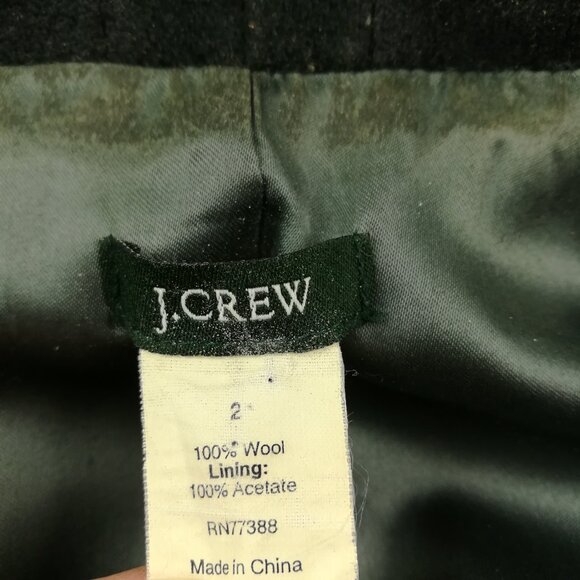 J.CREW
2
100% Wool
Lining:
100% Acetate
RN77388
Made in China